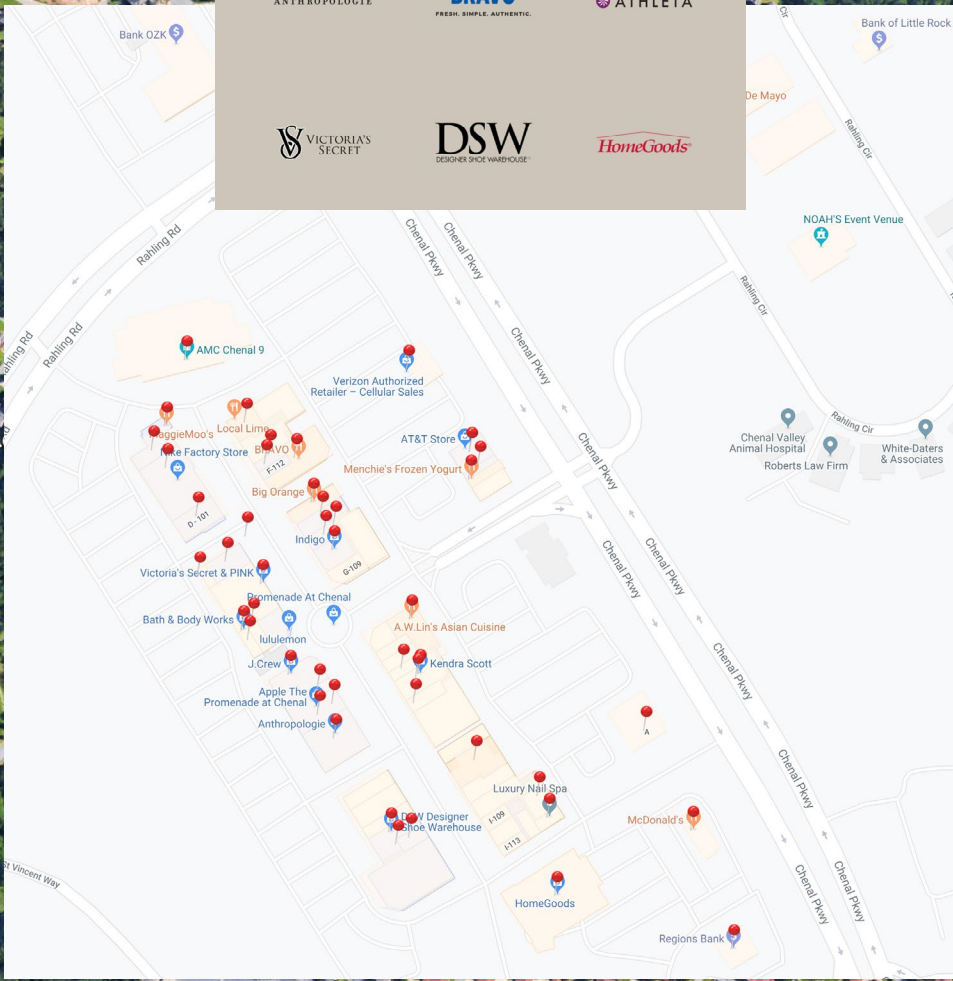 ANTHROPOLOGIE
BRAVO
FRESH. SIMPLE. AUTHENTIC.
ATHLETA
VS VICTORIA'S
SECRET
DSW
DESIGNER SHOE WAREHOUSE
HomeGoods
Bank OZK
Bank of Little Rock
De Mayo
Rahling Cir
NOAH'S Event Venue
Rahling Rd
Chenal Pkwy
Chenal Pkwy
Rahling Cir
Rahling Rd
Chenal Pkwy
AMC Chenal 9
Verizon Authorized
Retailer – Cellular Sales
Local Lime
Rahling Cir
Chenal Valley
Animal Hospital
Roberts Law Firm
White-Daters
& Associates
AT&T Store
Chenal Pkwy
Menchie's Frozen Yogurt
F-112
Big Orange
D-101
Indigo
G-109
Chenal Pkwy
Chenal Pkwy
Victoria's Secret & PINK
Promenade At Chenal
Bath & Body Works
lululemon
A.W.Lin's Asian Cuisine
J.Crew
Kendra Scott
Chenal Pkwy
Apple The
Promenade at Chenal
Anthropologie
A
Chenal Pkwy
Luxury Nail Spa
I-109
I-113
McDonald's
Designer
Shoe Warehouse
St Vincent Way
HomeGoods
Chenal Pkwy
Chenal Pkwy
Regions Bank